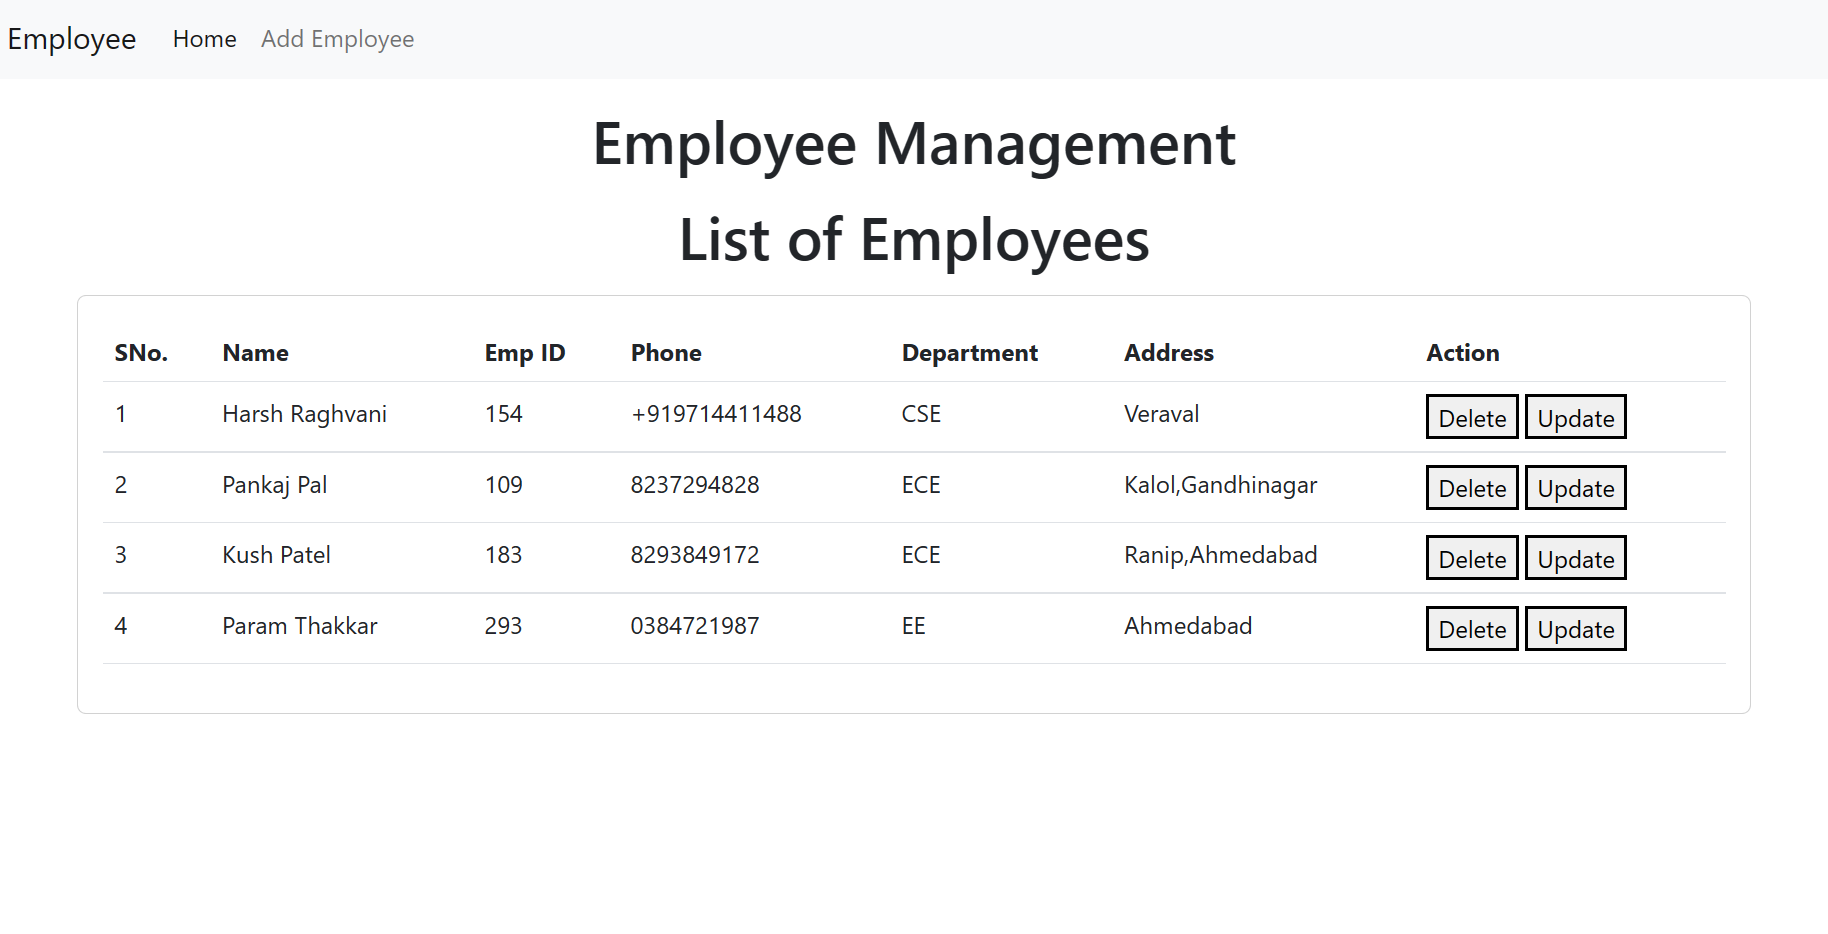 Employee Home Add Employee
Employee Management
List of Employees
SNo. Name Emp ID Phone Department Address Action
1 Harsh Raghvani 154 +919714411488 CSE Veraval Delete Update
2 Pankaj Pal 109 8237294828 ECE Kalol,Gandhinagar Delete Update
3 Kush Patel 183 8293849172 ECE Ranip,Ahmedabad Delete Update
4 Param Thakkar 293 0384721987 EE Ahmedabad Delete Update